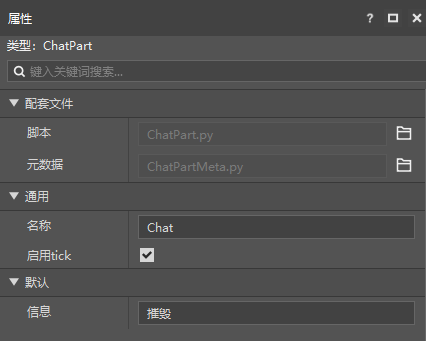 属性
?
类型：ChatPart
键入关键词搜索...
配套文件
脚本 ChatPart.py
元数据 ChatPartMeta.py
通用
名称 Chat
启用tick
默认
信息 摧毁